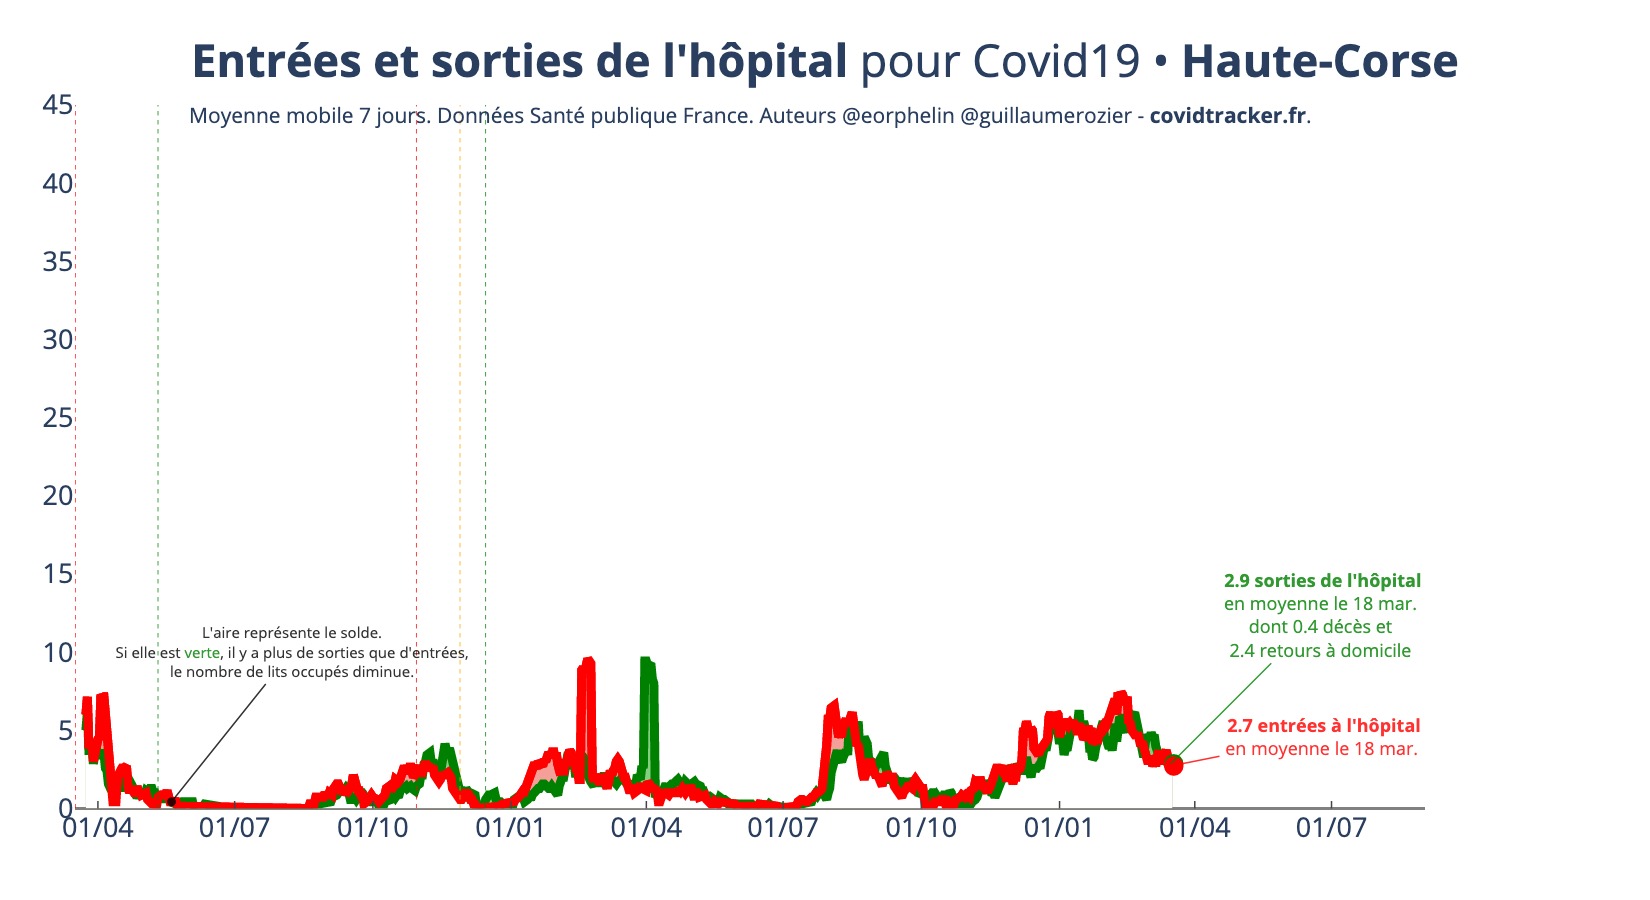 Entrées et sorties de l'hôpital pour Covid19 • Haute-Corse
Moyenne mobile 7 jours. Données Santé publique France. Auteurs @eorphelin @guillaumerozier - covidtracker.fr.
45
40
35
30
25
20
15
10
5
0
L'aire représente le solde.
Si elle est verte, il y a plus de sorties que d'entrées,
le nombre de lits occupés diminue.
2.9 sorties de l'hôpital
en moyenne le 18 mar.
dont 0.4 décès et
2.4 retours à domicile
2.7 entrées à l'hôpital
en moyenne le 18 mar.
01/04 01/07 01/10 01/01 01/04 01/07 01/10 01/01 01/04 01/07